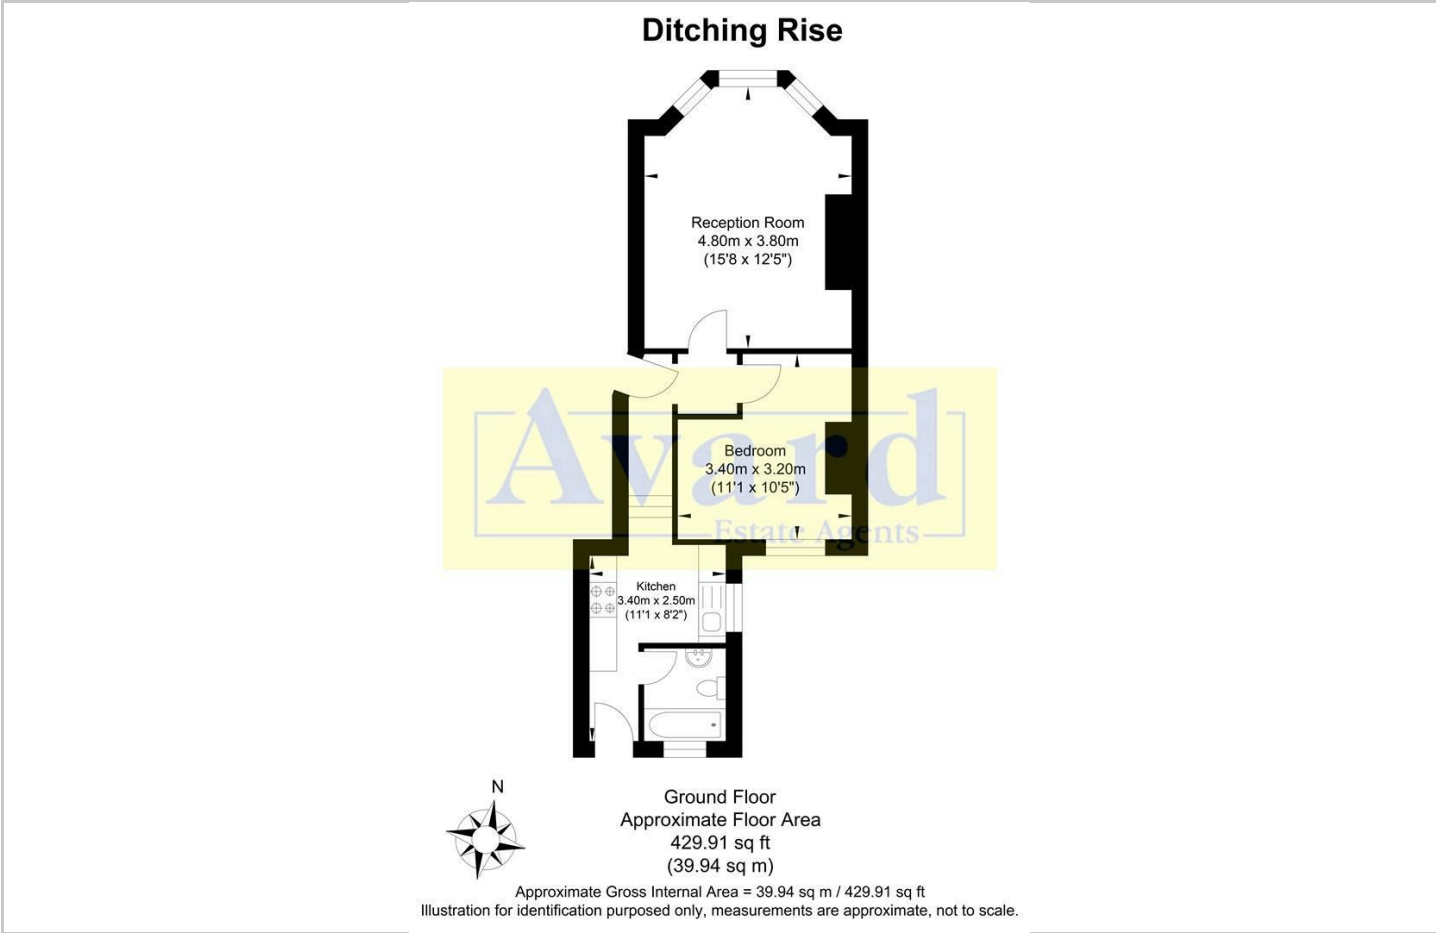 Ditching Rise
Reception Room
4.80m x 3.80m
(15'8 x 12'5")
Bedroom
3.40m x 3.20m
(11'1 x 10'5")
Avard
Estate Agents
Kitchen
3.40m x 2.50m
(11'1 x 8'2")
N
Ground Floor
Approximate Floor Area
429.91 sq ft
(39.94 sq m)
Approximate Gross Internal Area = 39.94 sq m / 429.91 sq ft
Illustration for identification purposed only, measurements are approximate, not to scale.